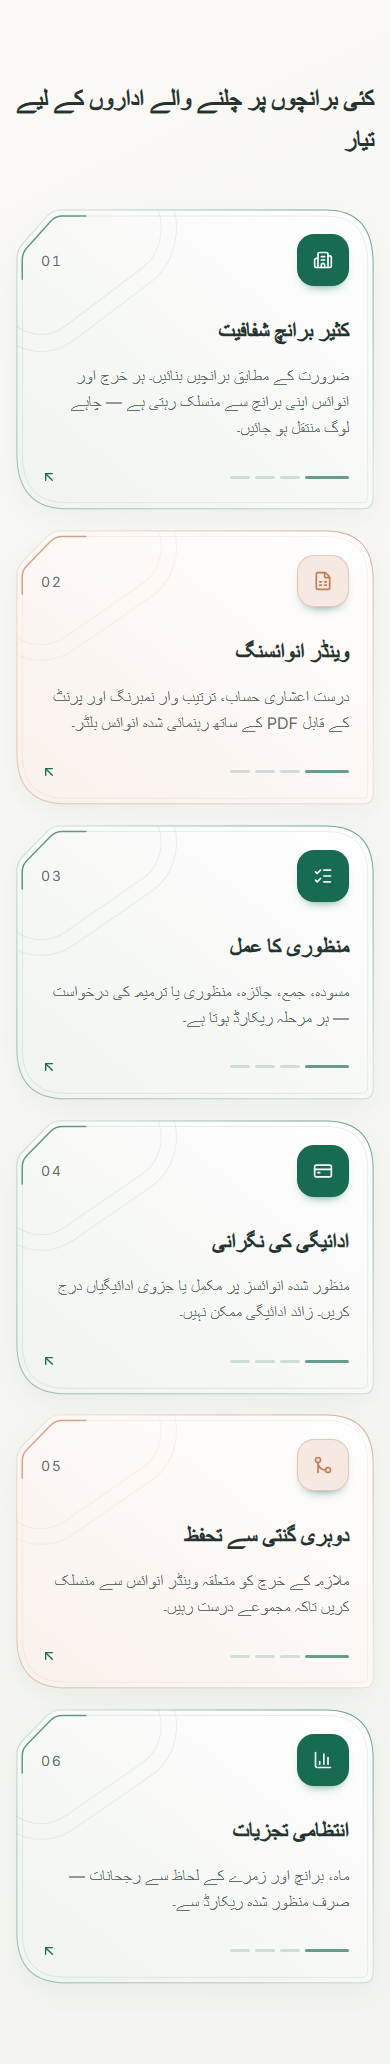 کئی برانچوں پر چلنے والے اداروں کے لیے
تیار
01
کثیر برانچ شفافیت
ضرورت کے مطابق برانچیں بنائیں۔ ہر خرچ اور
انوائس اپنی برانچ سے منسلک رہتی ہے — چاہے
لوگ منتقل ہو جائیں۔
02
وینڈر انوائسنگ
درست اعشاری حساب، ترتیب وار نمبرنگ اور پرنٹ
کے قابل PDF کے ساتھ رہنمائی شدہ انوائس بلڈر۔
03
منظوری کا عمل
مسودہ، جمع، جائزہ، منظوری یا ترمیم کی درخواست
— ہر مرحلہ ریکارڈ ہوتا ہے۔
04
ادائیگی کی نگرانی
منظور شدہ انوائسز پر مکمل یا جزوی ادائیگیاں درج
کریں۔ زائد ادائیگی ممکن نہیں۔
05
دوہری گنتی سے تحفظ
ملازم کے خرچ کو متعلقہ وینڈر انوائس سے منسلک
کریں تاکہ مجموعے درست رہیں۔
06
انتظامی تجزیات
ماہ، برانچ اور زمرے کے لحاظ سے رجحانات —
صرف منظور شدہ ریکارڈ سے۔